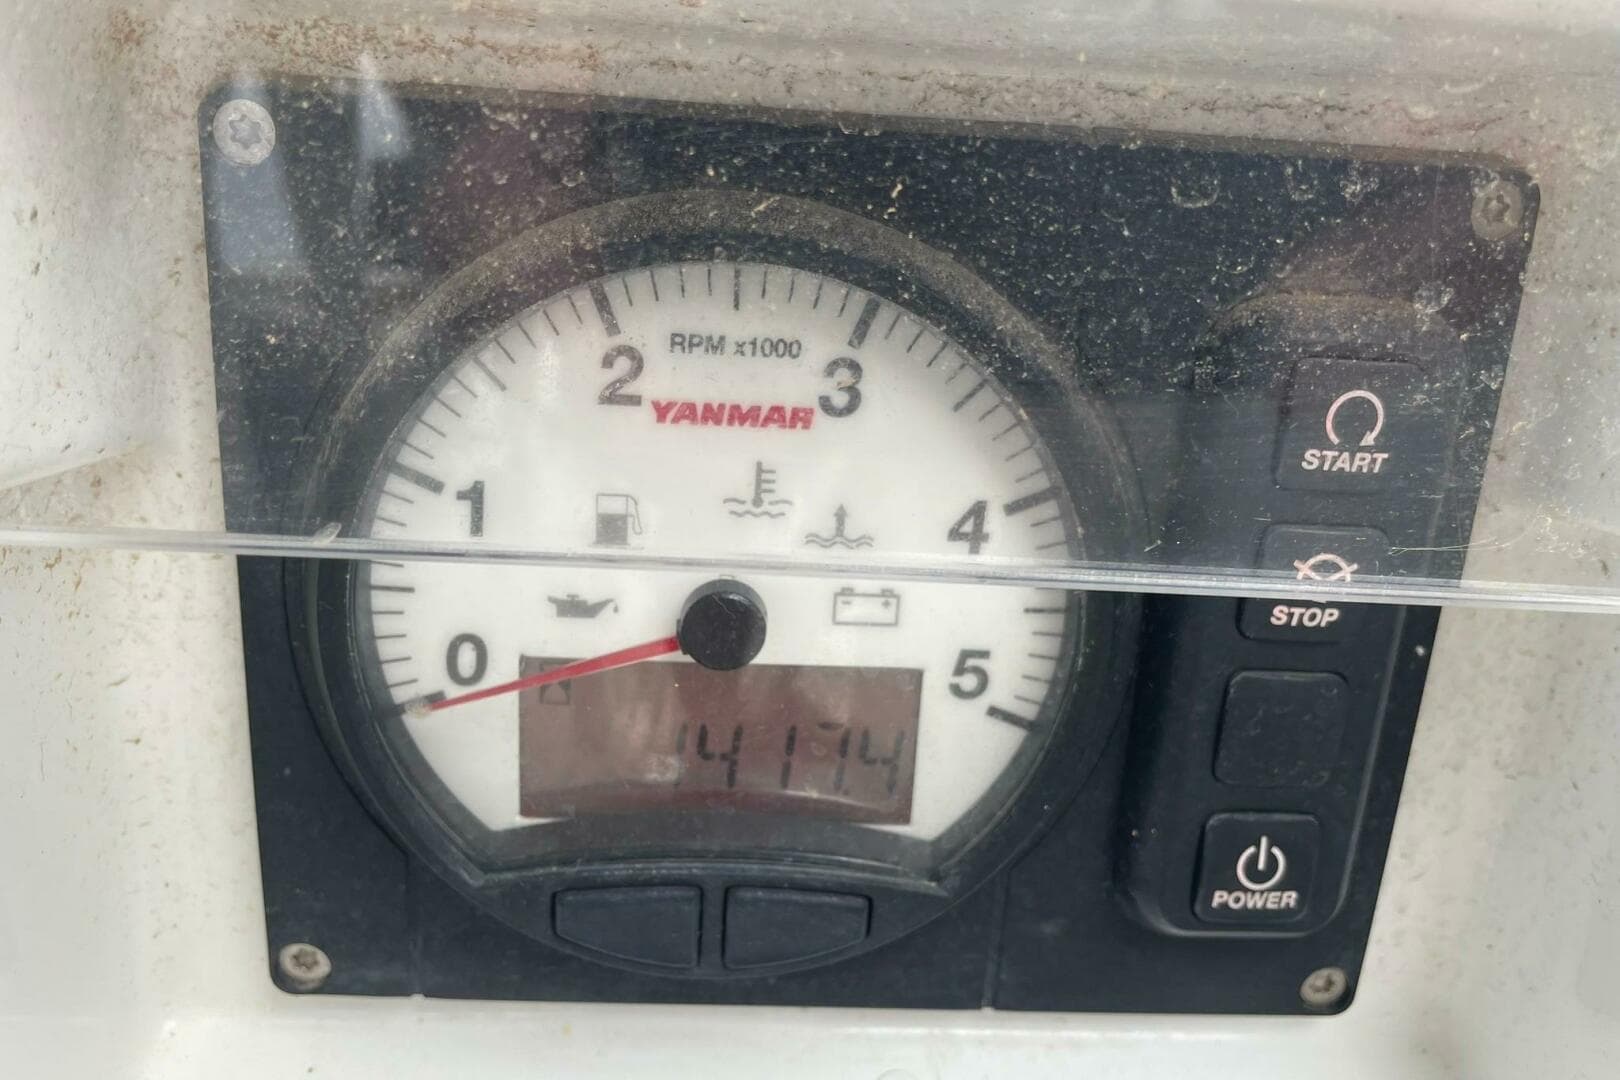 RPM x1000
2
3
YANMAR
1
4
0
5
1417.4
START
STOP
POWER